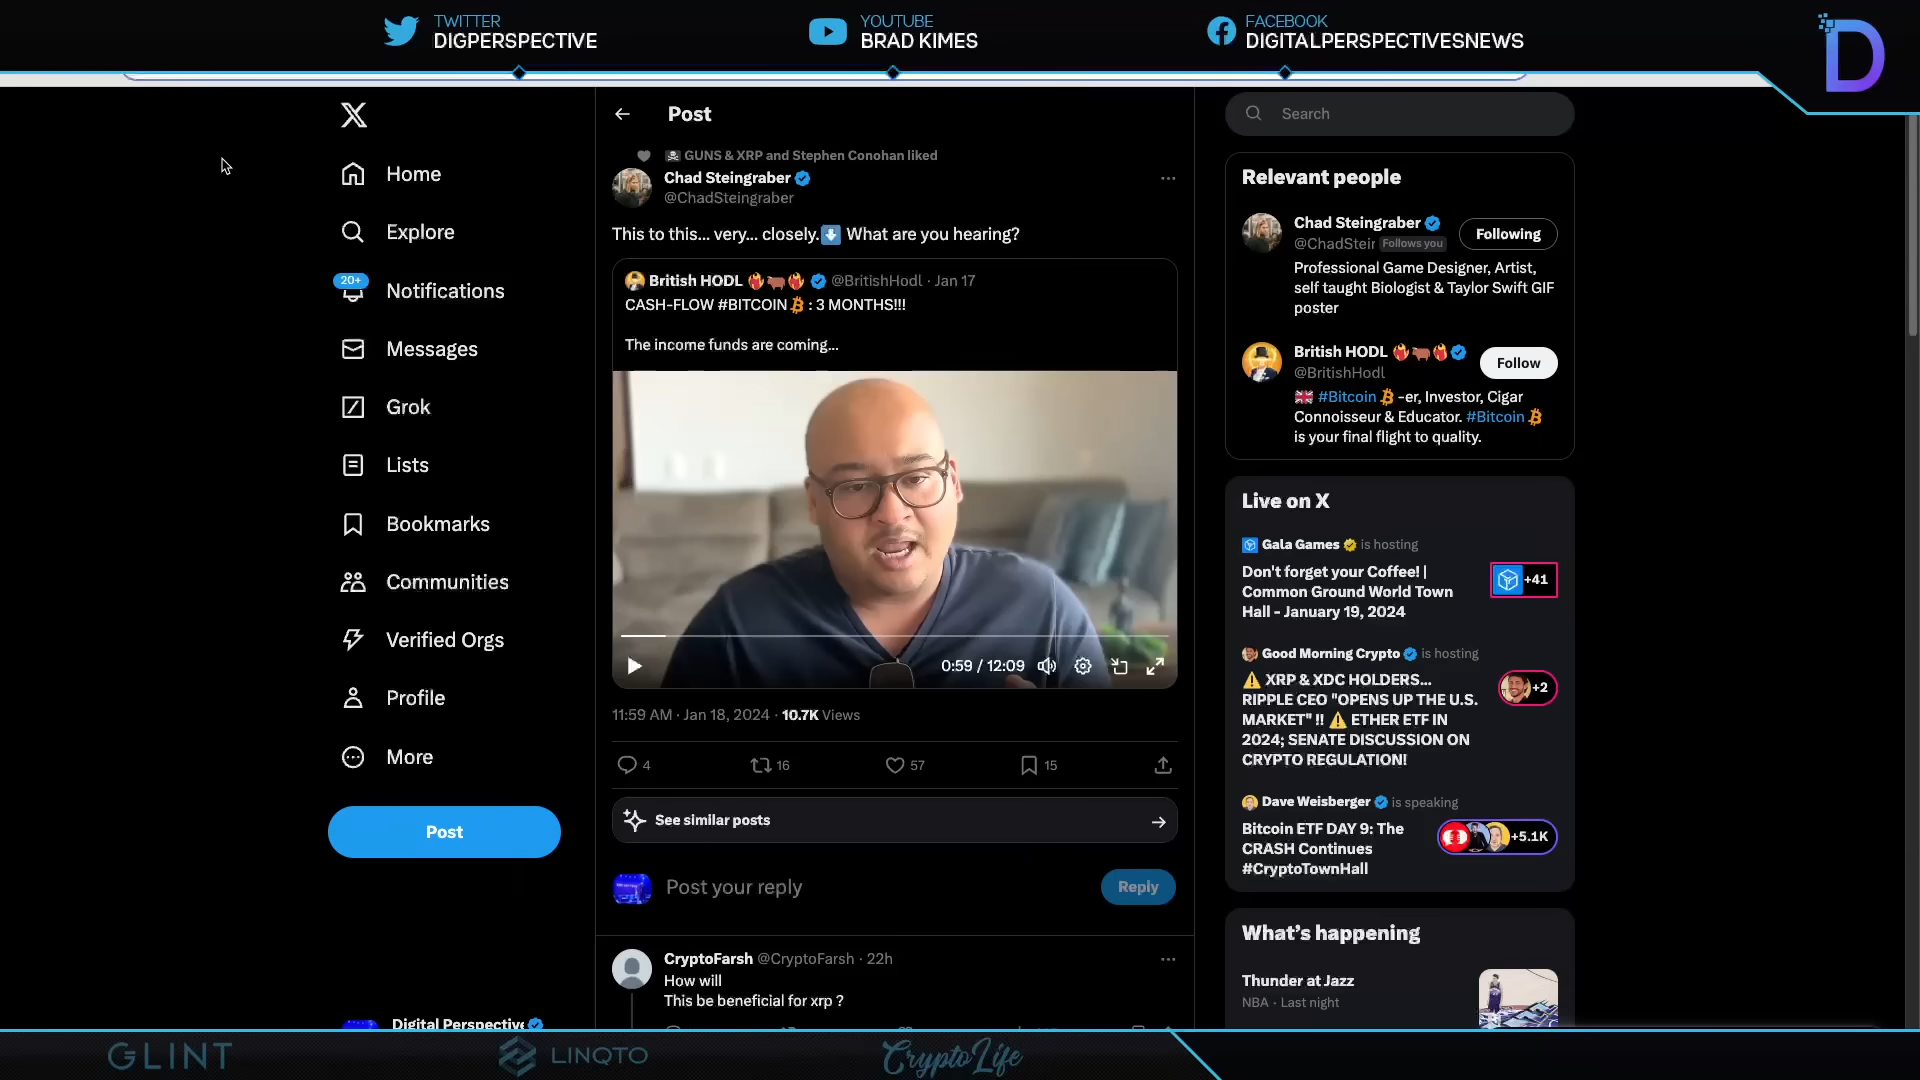 TWITTER
DIGPERSPECTIVE
YOUTUBE
BRAD KIMES
FACEBOOK
DIGITALPERSPECTIVESNEWS
D
Home
Explore
20+
Notifications
Messages
Grok
Lists
Bookmarks
Communities
Verified Orgs
Profile
More
Post
Digital Perspective
Post
GUNS & XRP and Stephen Conohan liked
Chad Steingraber
@ChadSteingraber
This to this... very... closely.⬇️ What are you hearing?
British HODL @BritishHodl · Jan 17
CASH-FLOW #BITCOIN : 3 MONTHS!!!
The income funds are coming...
0:59 / 12:09
11:59 AM · Jan 18, 2024 · 10.7K Views
4
16
57
15
See similar posts
Post your reply
Reply
CryptoFarsh @CryptoFarsh · 22h
How will
This be beneficial for xrp ?
Search
Relevant people
Chad Steingraber
@ChadSteir Follows you
Following
Professional Game Designer, Artist,
self taught Biologist & Taylor Swift GIF
poster
British HODL
@BritishHodl
Follow
#Bitcoin -er, Investor, Cigar
Connoisseur & Educator. #Bitcoin
is your final flight to quality.
Live on X
Gala Games is hosting
Don't forget your Coffee! |
Common Ground World Town
Hall - January 19, 2024
+41
Good Morning Crypto is hosting
⚠️ XRP & XDC HOLDERS...
RIPPLE CEO "OPENS UP THE U.S.
MARKET" !! ⚠️ ETHER ETF IN
2024; SENATE DISCUSSION ON
CRYPTO REGULATION!
+2
Dave Weisberger is speaking
Bitcoin ETF DAY 9: The
CRASH Continues
#CryptoTownHall
+5.1K
What's happening
Thunder at Jazz
NBA · Last night
GLINT
LINQTO
CryptoLife